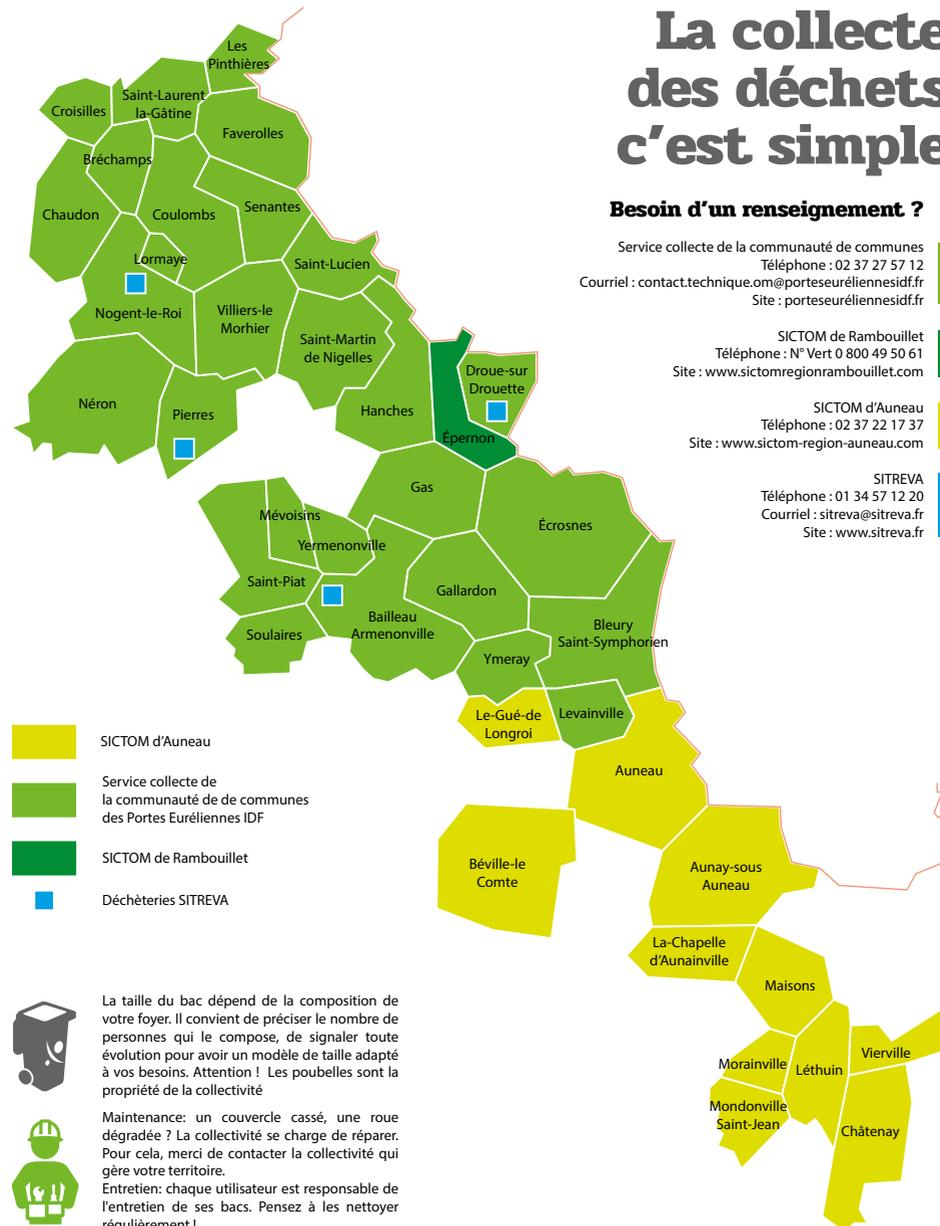 La collecte
des déchets
c’est simple
Besoin d’un renseignement ?
Service collecte de la communauté de communes
Téléphone : 02 37 27 57 12
Courriel : contact.technique.om@porteseuréliennesidf.fr
Site : porteseuréliennesidf.fr
SICTOM de Rambouillet
Téléphone : N° Vert 0 800 49 50 61
Site : www.sictomregionrambouillet.com
SICTOM d’Auneau
Téléphone : 02 37 22 17 37
Site : www.sictom-region-auneau.com
SITREVA
Téléphone : 01 34 57 12 20
Courriel : sitreva@sitreva.fr
Site : www.sitreva.fr
Les
Pinthières
Croisilles
Saint-Laurent
la-Gâtine
Faverolles
Bréchamps
Chaudon
Coulombs
Senantes
Lormaye
Saint-Lucien
Nogent-le-Roi
Villiers-le
Morhier
Saint-Martin
de Nigelles
Droue-sur
Drouette
Néron
Pierres
Hanches
Épernon
Gas
Mévoisins
Écrosnes
Yermenonville
Saint-Piat
Gallardon
Bailleau
Armenonville
Soulaires
Bleury
Saint-Symphorien
Ymeray
Le-Gué-de
Longroi
Levainville
Auneau
Béville-le
Comte
Aunay-sous
Auneau
La-Chapelle
d’Aunainville
Maisons
Morainville
Léthuin
Vierville
Mondonville
Saint-Jean
Châtenay
SICTOM d’Auneau
Service collecte de
la communauté de de communes
des Portes Euréliennes IDF
SICTOM de Rambouillet
Déchèteries SITREVA
La taille du bac dépend de la composition de
votre foyer. Il convient de préciser le nombre de
personnes qui le compose, de signaler toute
évolution pour avoir un modèle de taille adapté
à vos besoins. Attention ! Les poubelles sont la
propriété de la collectivité
Maintenance: un couvercle cassé, une roue
dégradée ? La collectivité se charge de réparer.
Pour cela, merci de contacter la collectivité qui
gère votre territoire.
Entretien: chaque utilisateur est responsable de
l'entretien de ses bacs. Pensez à les nettoyer
régulièrement !